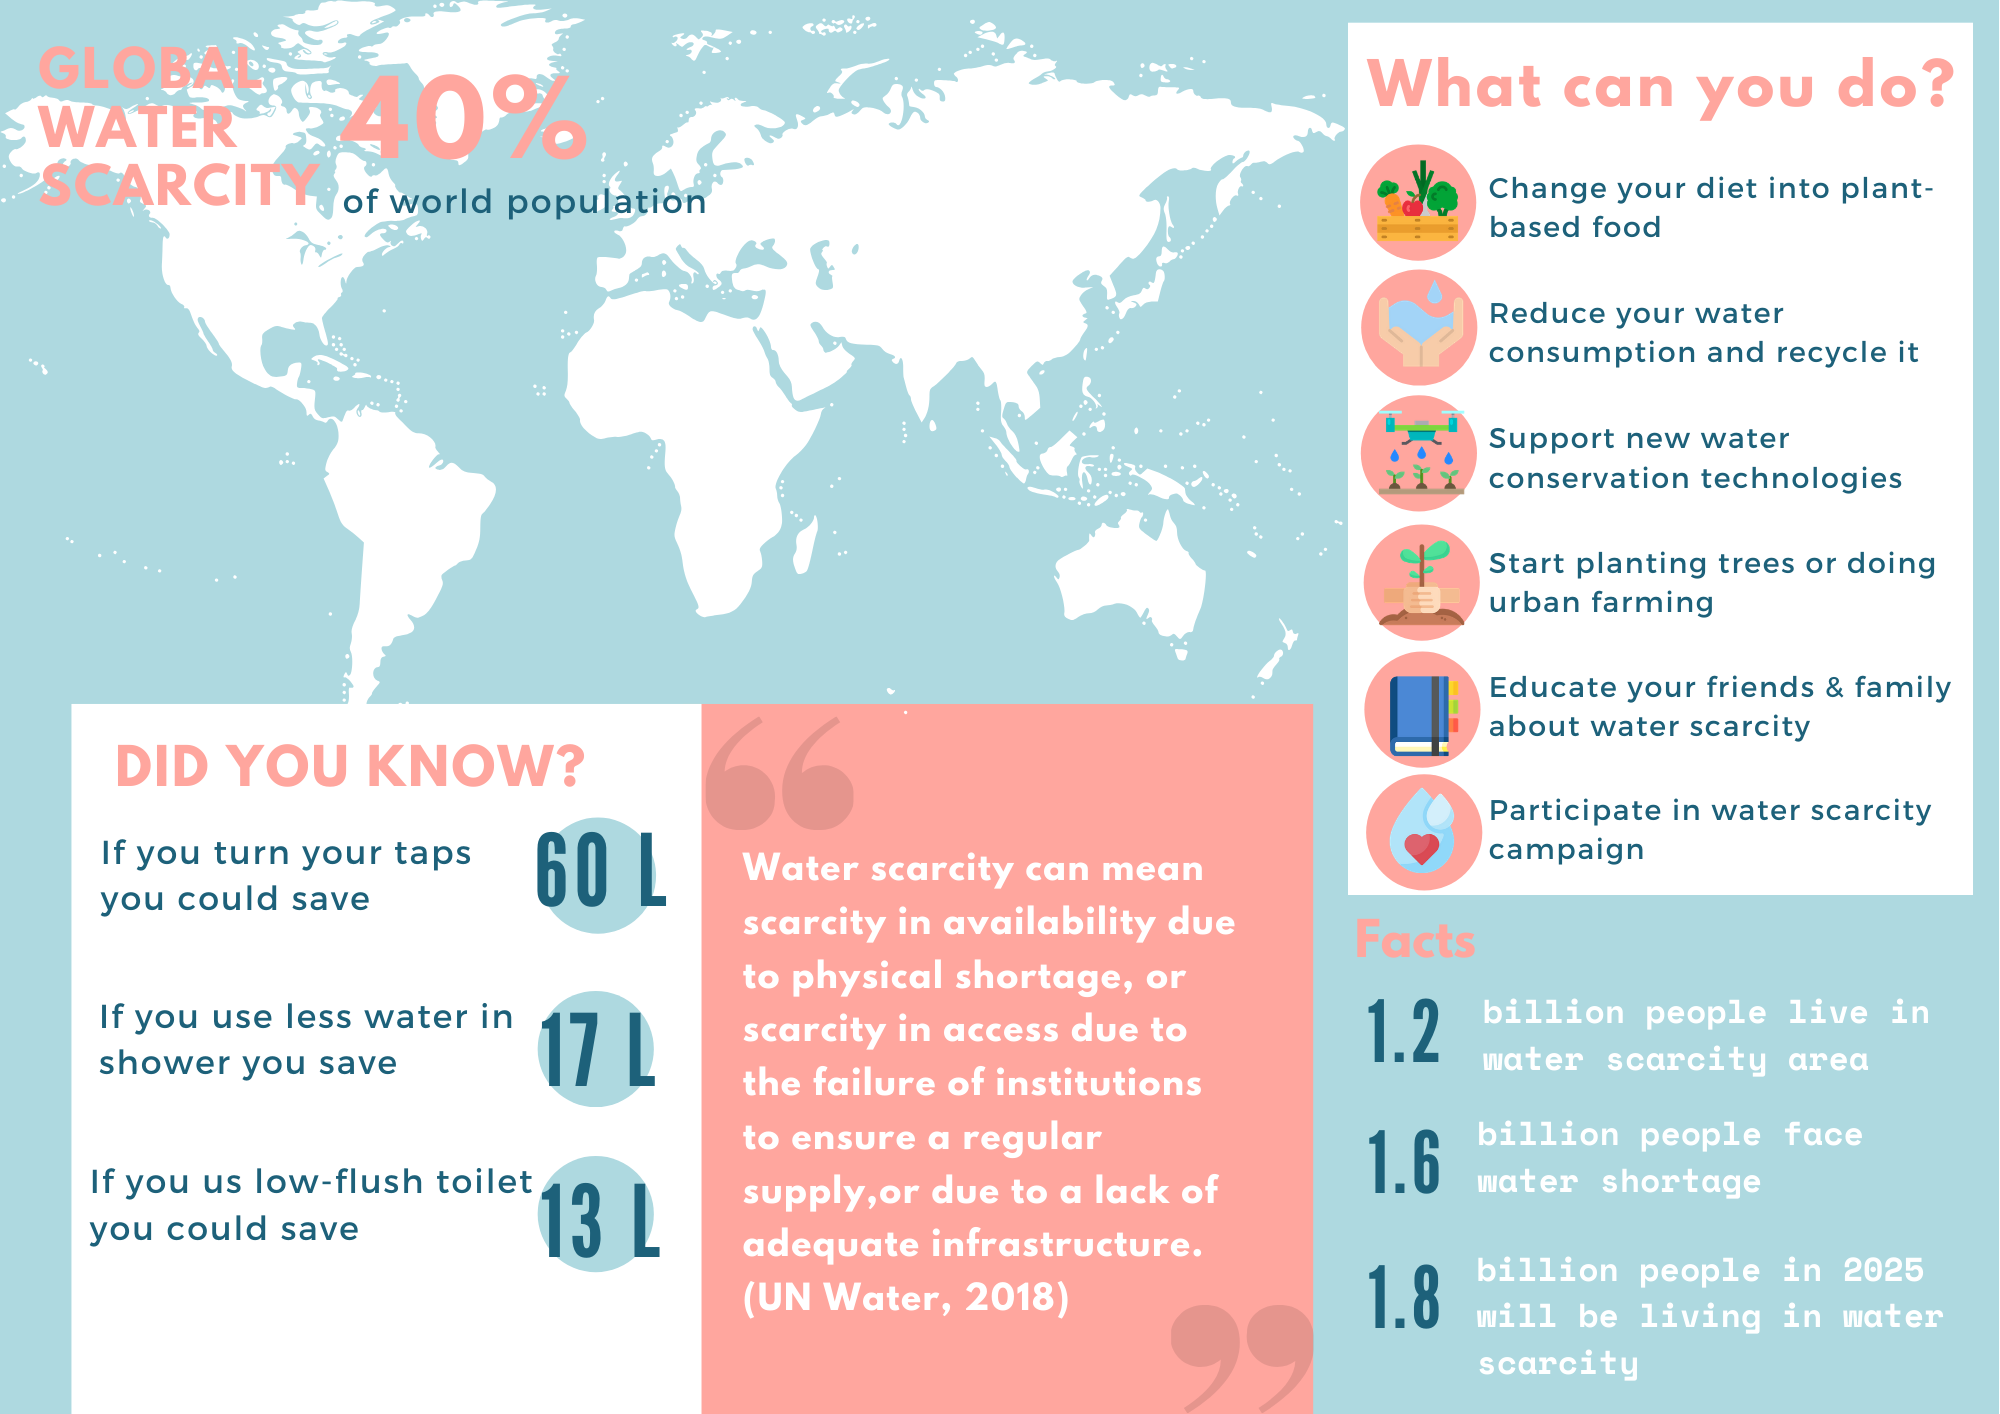 GLOBAL
WATER
SCARCITY
40%
of world population
What can you do?
Change your diet into plant-
based food
Reduce your water
consumption and recycle it
Support new water
conservation technologies
Start planting trees or doing
urban farming
Educate your friends & family
about water scarcity
Participate in water scarcity
campaign
DID YOU KNOW?
If you turn your taps
you could save
60 L
If you use less water in
shower you save
17 L
If you us low-flush toilet
you could save
13 L
“
Water scarcity can mean
scarcity in availability due
to physical shortage, or
scarcity in access due to
the failure of institutions
to ensure a regular
supply,or due to a lack of
adequate infrastructure.
(UN Water, 2018)
”
Facts
1.2
billion people live in
water scarcity area
1.6
billion people face
water shortage
1.8
billion people in 2025
will be living in water
scarcity